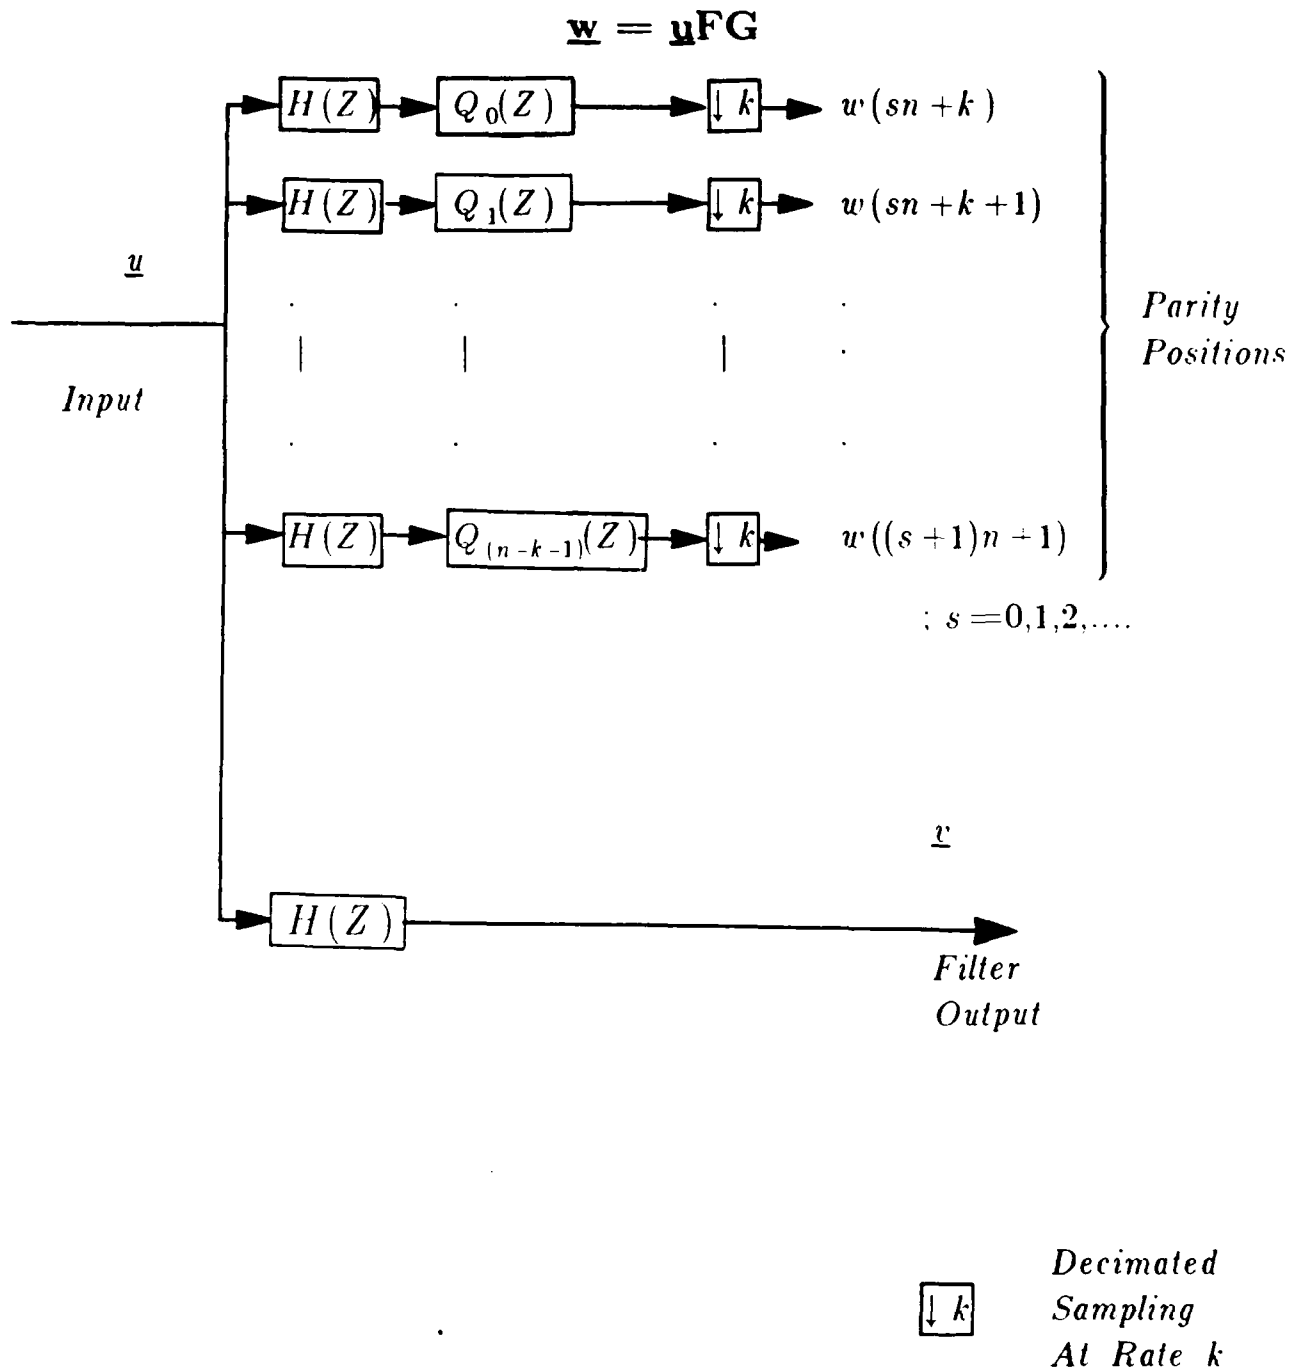 w = uFG
H(Z) Q₀(Z) ↓ k w(sn + k)
H(Z) Q₁(Z) ↓ k w(sn + k + 1)
u
Input
Parity
Positions
H(Z) Q₍ₙ₋ₖ₋₁₎(Z) ↓ k w((s + 1)n - 1)
; s = 0,1,2,....
v
H(Z)
Filter
Output
↓ k
Decimated
Sampling
At Rate k